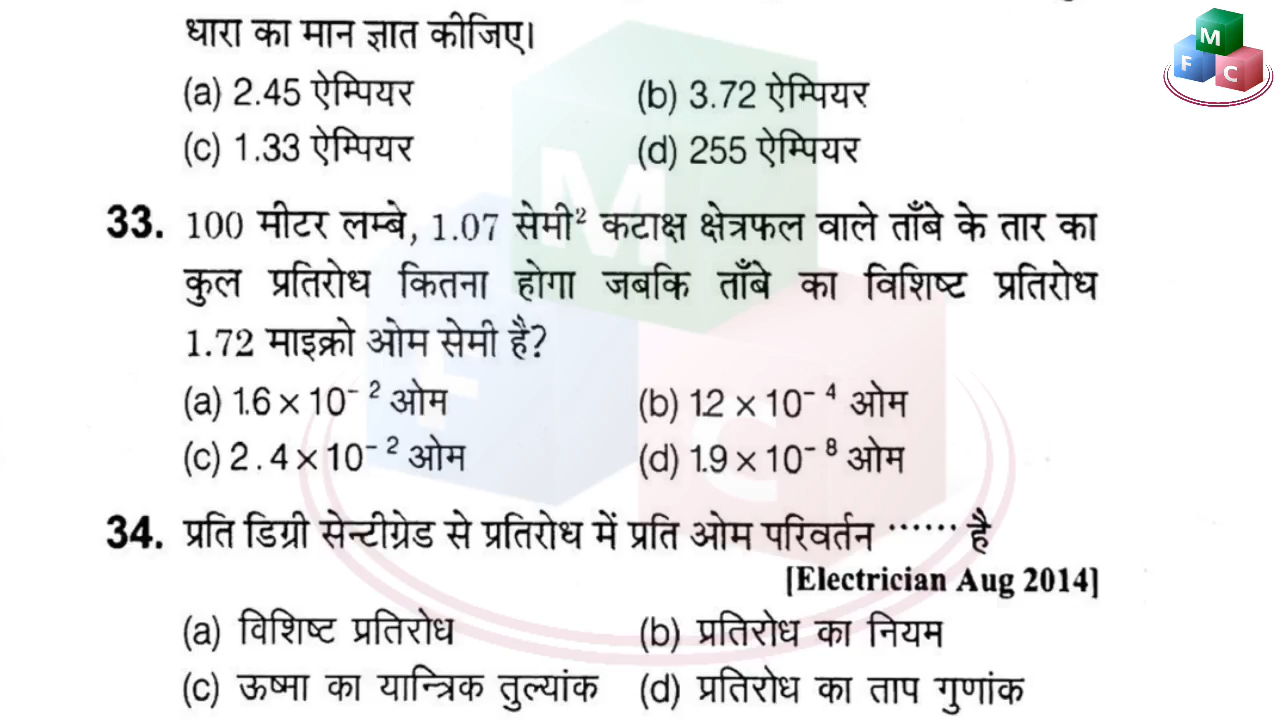 धारा का मान ज्ञात कीजिए।
(a) 2.45 ऐम्पियर (b) 3.72 ऐम्पियर
(c) 1.33 ऐम्पियर (d) 255 ऐम्पियर
33. 100 मीटर लम्बे, 1.07 सेमी² कटाक्ष क्षेत्रफल वाले ताँबे के तार का
कुल प्रतिरोध कितना होगा जबकि ताँबे का विशिष्ट प्रतिरोध
1.72 माइक्रो ओम सेमी है?
(a) 1.6 × 10⁻² ओम (b) 1.2 × 10⁻⁴ ओम
(c) 2.4 × 10⁻² ओम (d) 1.9 × 10⁻⁸ ओम
34. प्रति डिग्री सेन्टीग्रेड से प्रतिरोध में प्रति ओम परिवर्तन ...... है
[Electrician Aug 2014]
(a) विशिष्ट प्रतिरोध (b) प्रतिरोध का नियम
(c) ऊष्मा का यान्त्रिक तुल्यांक (d) प्रतिरोध का ताप गुणांक
M
F C
M
F C